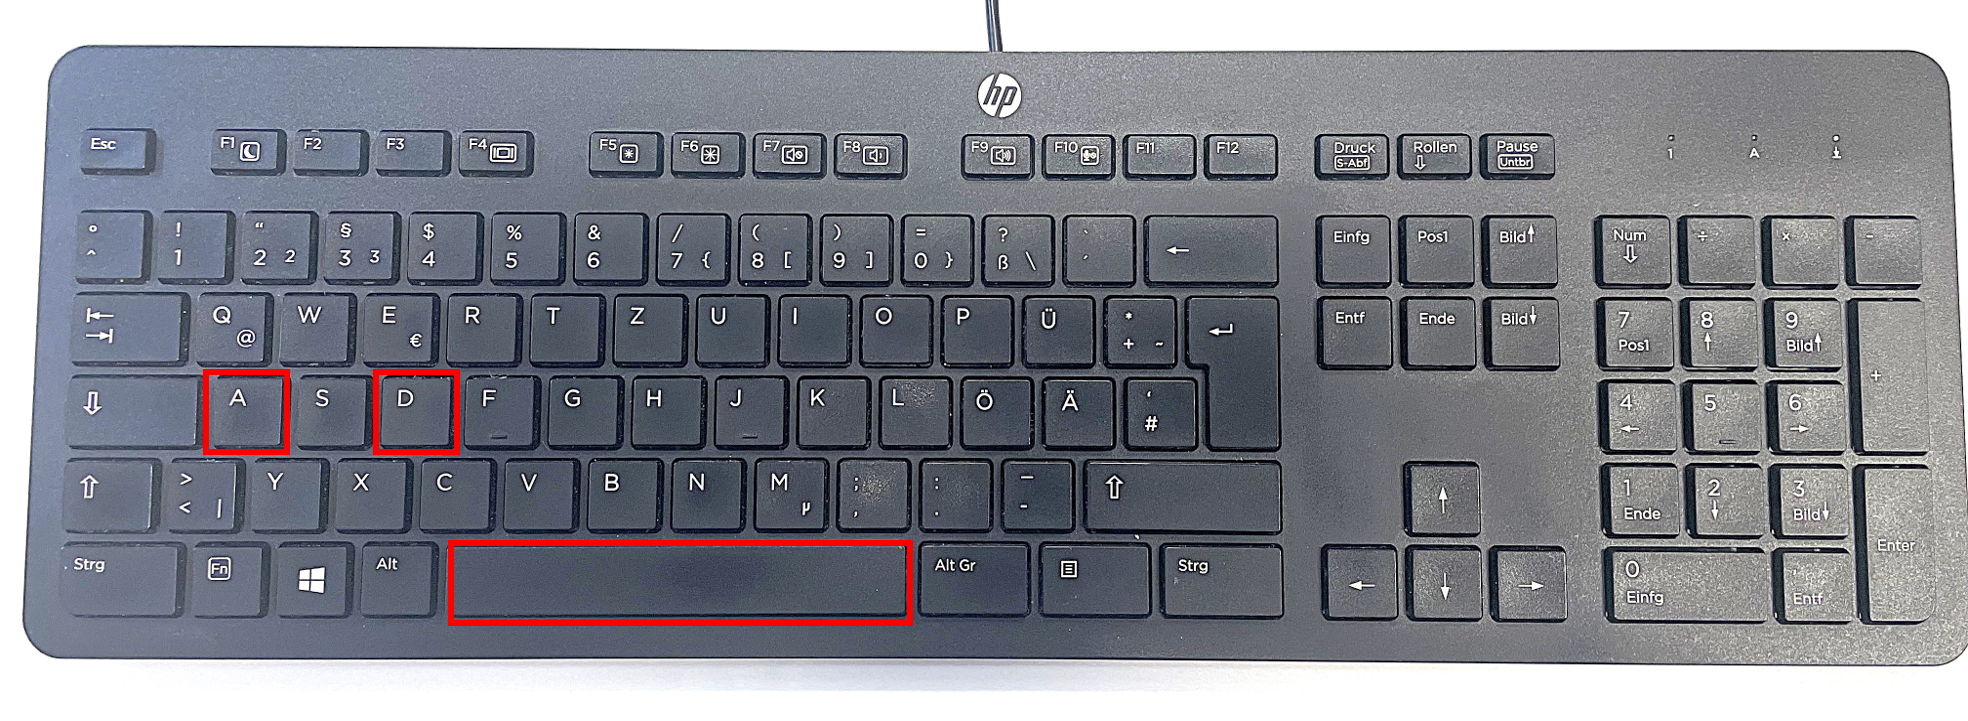 hp
Esc F1 F2 F3 F4 F5 F6 F7 F8 F9 F10 F11 F12 Druck S-Abf Rollen Pause Untbr 1 A
° ^ ! 1 " 2 ² § 3 ³ $ 4 % 5 & 6 / 7 { ( 8 [ ) 9 ] = 0 } ? ß \ ` ´ ← Einfg Pos1 Bild↑ Num ÷ × -
Q @ W E € R T Z U I O P Ü * + ~ Entf Ende Bild↓ 7 Pos1 8 ↑ 9 Bild↑ +
A S D F G H J K L Ö Ä ' # 4 ← 5 6 →
> < | Y X C V B N M µ ; , : . _ - ↑ 1 Ende 2 ↓ 3 Bild↓ Enter
Strg Fn Alt Alt Gr Strg ← ↓ → 0 Einfg , Entf